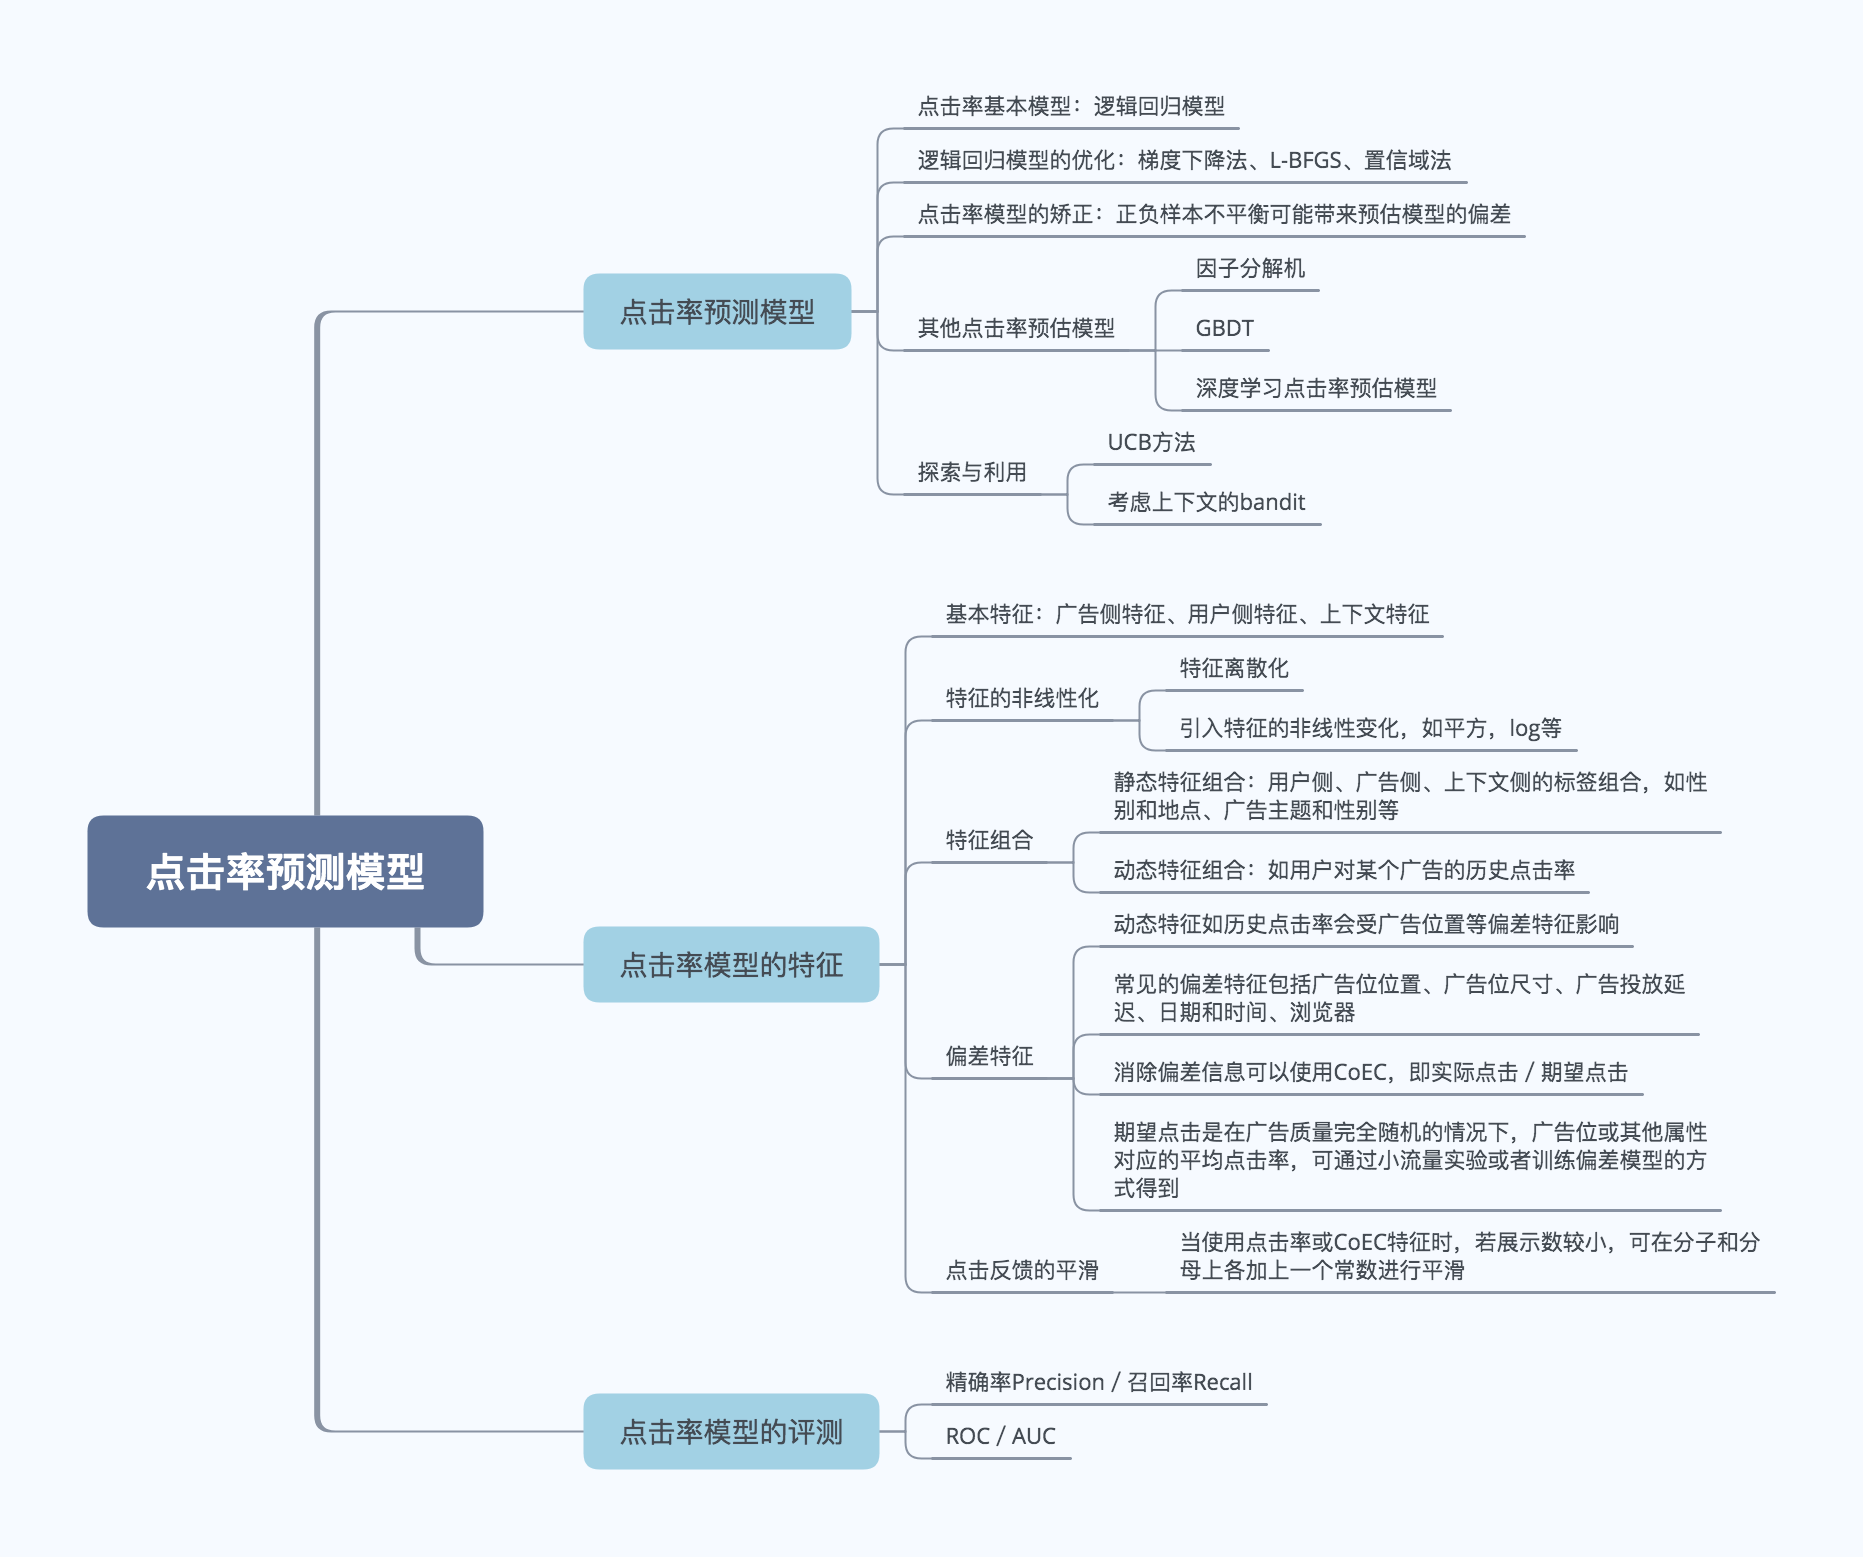 点击率预测模型
点击率预测模型
点击率基本模型：逻辑回归模型
逻辑回归模型的优化：梯度下降法、L-BFGS、置信域法
点击率模型的矫正：正负样本不平衡可能带来预估模型的偏差
其他点击率预估模型
因子分解机
GBDT
深度学习点击率预估模型
探索与利用
UCB方法
考虑上下文的bandit
点击率模型的特征
基本特征：广告侧特征、用户侧特征、上下文特征
特征的非线性化
特征离散化
引入特征的非线性变化，如平方，log等
特征组合
静态特征组合：用户侧、广告侧、上下文侧的标签组合，如性
别和地点、广告主题和性别等
动态特征组合：如用户对某个广告的历史点击率
偏差特征
动态特征如历史点击率会受广告位置等偏差特征影响
常见的偏差特征包括广告位位置、广告位尺寸、广告投放延
迟、日期和时间、浏览器
消除偏差信息可以使用CoEC，即实际点击 / 期望点击
期望点击是在广告质量完全随机的情况下，广告位或其他属性
对应的平均点击率，可通过小流量实验或者训练偏差模型的方
式得到
点击反馈的平滑
当使用点击率或CoEC特征时，若展示数较小，可在分子和分
母上各加上一个常数进行平滑
点击率模型的评测
精确率Precision / 召回率Recall
ROC / AUC